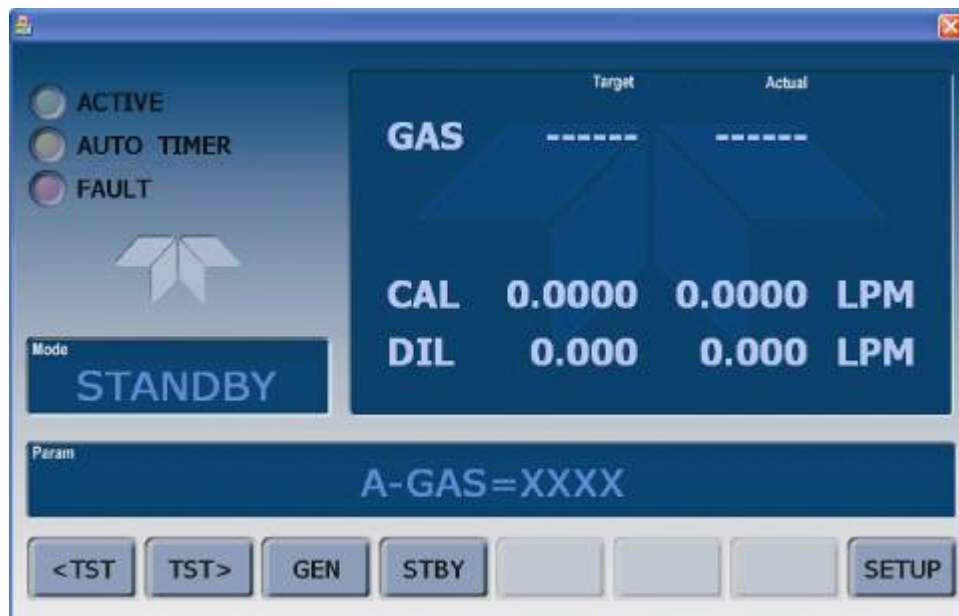 ACTIVE
AUTO TIMER
FAULT
Target Actual
GAS ------ ------
CAL 0.0000 0.0000 LPM
DIL 0.000 0.000 LPM
Mode
STANDBY
Param
A-GAS=XXXX
<TST TST> GEN STBY SETUP